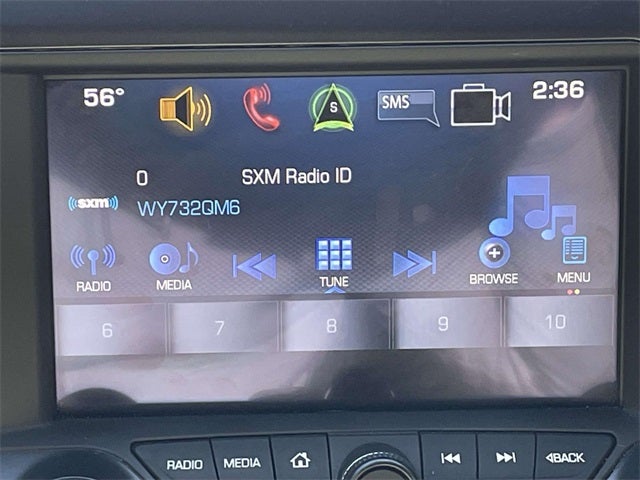 56° SMS 2:36
S
0 SXM Radio ID
((sxm)) WY732QM6
RADIO MEDIA TUNE BROWSE MENU
6 7 8 9 10
RADIO MEDIA BACK